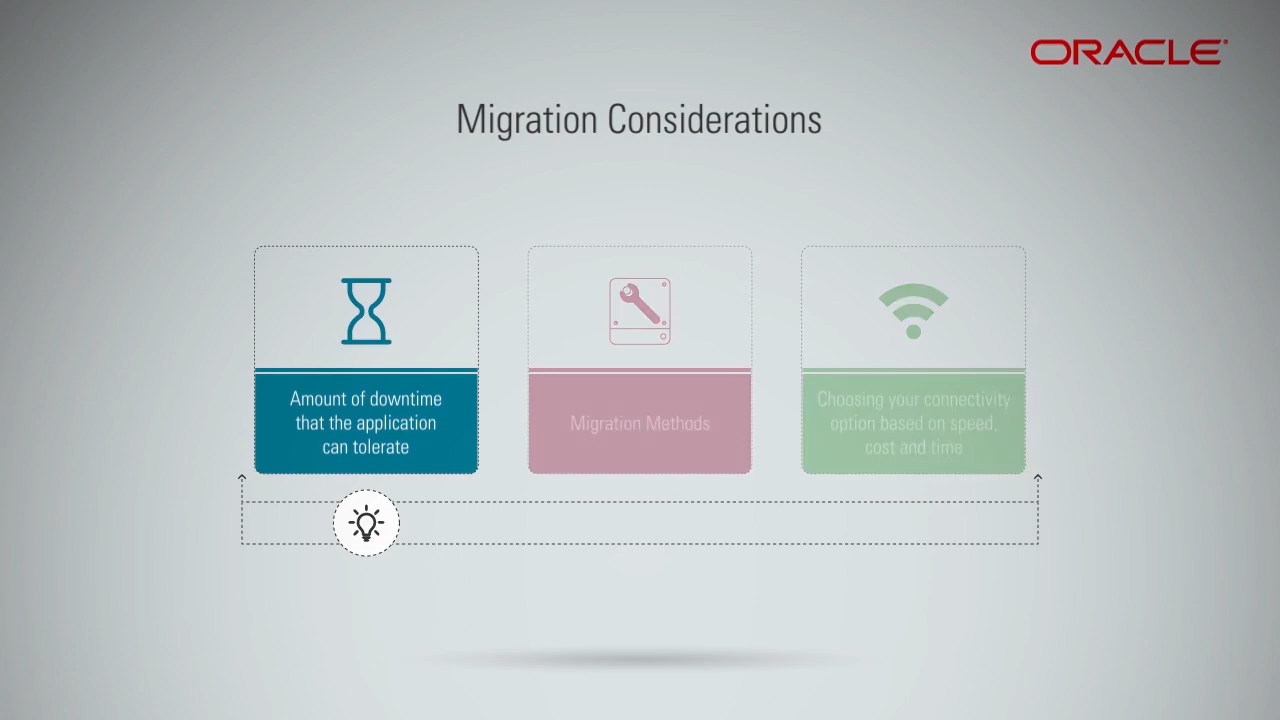 ORACLE
Migration Considerations
Amount of downtime
that the application
can tolerate
Migration Methods
Choosing your connectivity
option based on speed,
cost and time